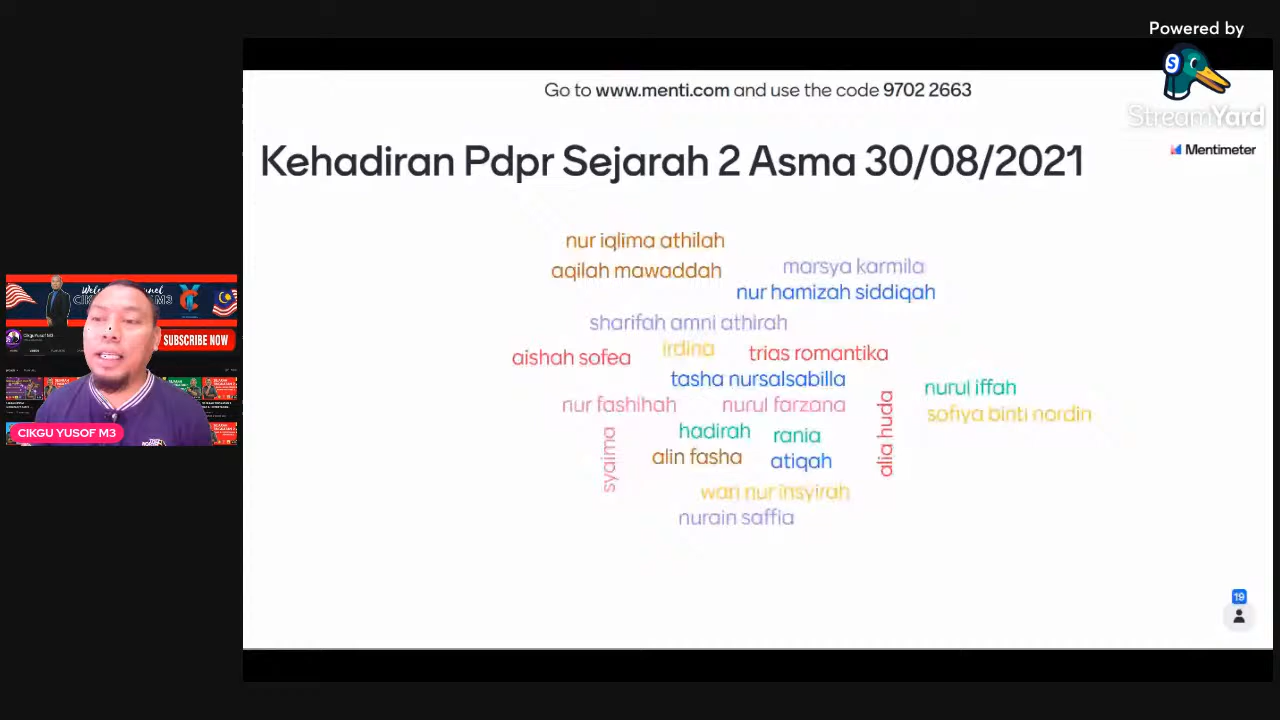 Powered by
StreamYard
Go to www.menti.com and use the code 9702 2663
Mentimeter
Kehadiran Pdpr Sejarah 2 Asma 30/08/2021
nur iqlima athilah
aqilah mawaddah
marsya karmila
nur hamizah siddiqah
sharifah amni athirah
irdina
trias romantika
aishah sofea
tasha nursalsabilla
nurul iffah
nur fashihah
nurul farzana
sofiya binti nordin
alia huda
hadirah
rania
syaima
alin fasha
atiqah
wan nur insyirah
nurain saffia
19
SUBSCRIBE NOW
CIKGU YUSOF M3